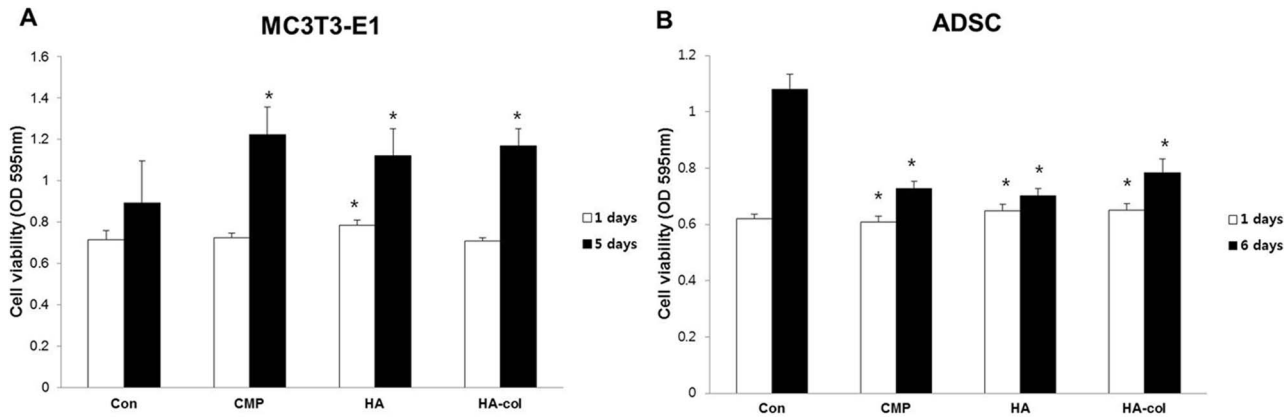 A
MC3T3-E1
Cell viability (OD 595nm)
1.6
1.4
1.2
1
0.8
0.6
0.4
0.2
0
*
*
*
*
Con
CMP
HA
HA-col
1 days
5 days
B
ADSC
Cell viability (OD 595nm)
1.2
1
0.8
0.6
0.4
0.2
0
*
*
*
*
*
*
Con
CMP
HA
HA-col
1 days
6 days